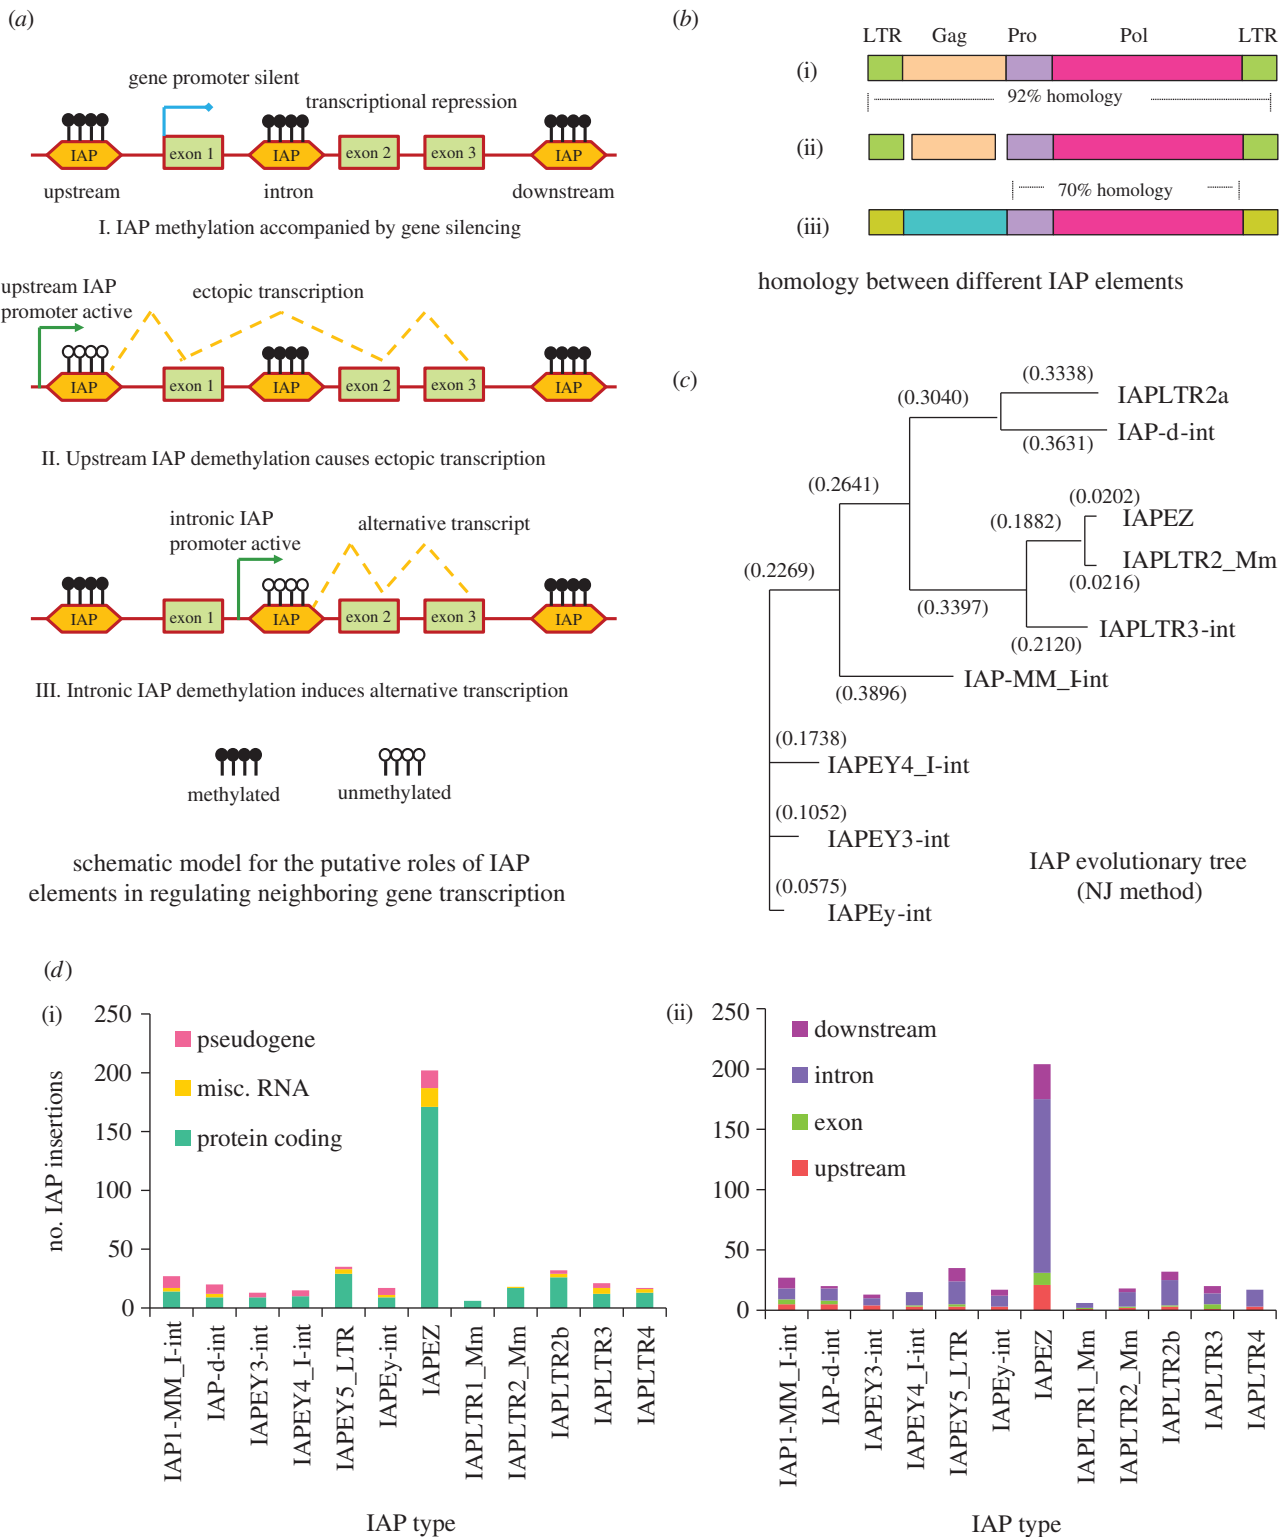 (a)
gene promoter silent
transcriptional repression
IAP
exon 1
IAP
exon 2
exon 3
IAP
upstream
intron
downstream
I. IAP methylation accompanied by gene silencing
upstream IAP
promoter active
ectopic transcription
IAP
exon 1
IAP
exon 2
exon 3
IAP
II. Upstream IAP demethylation causes ectopic transcription
intronic IAP
promoter active
alternative transcript
IAP
exon 1
IAP
exon 2
exon 3
IAP
III. Intronic IAP demethylation induces alternative transcription
methylated
unmethylated
schematic model for the putative roles of IAP
elements in regulating neighboring gene transcription
(b)
LTR Gag Pro Pol LTR
(i)
92% homology
(ii)
70% homology
(iii)
homology between different IAP elements
(c)
(0.3338)
IAPLTR2a
(0.3040)
IAP-d-int
(0.3631)
(0.2641)
(0.0202)
IAPEZ
(0.1882)
IAPLTR2_Mm
(0.0216)
(0.2269)
(0.3397)
IAPLTR3-int
(0.2120)
IAP-MM_I-int
(0.3896)
(0.1738)
IAPEY4_I-int
(0.1052)
IAPEY3-int
(0.0575)
IAPEy-int
IAP evolutionary tree
(NJ method)
(d)
(i)
no. IAP insertions
250
200
150
100
50
0
pseudogene
misc. RNA
protein coding
IAP1-MM_I-int
IAP-d-int
IAPEY3-int
IAPEY4_I-int
IAPEY5_LTR
IAPEy-int
IAPEZ
IAPLTR1_Mm
IAPLTR2_Mm
IAPLTR2b
IAPLTR3
IAPLTR4
IAP type
(ii)
250
200
150
100
50
0
downstream
intron
exon
upstream
IAP1-MM_I-int
IAP-d-int
IAPEY3-int
IAPEY4_I-int
IAPEY5_LTR
IAPEy-int
IAPEZ
IAPLTR1_Mm
IAPLTR2_Mm
IAPLTR2b
IAPLTR3
IAPLTR4
IAP type